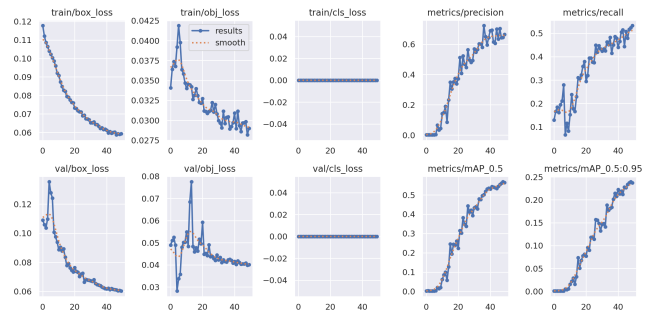 train/box_loss
train/obj_loss
train/cls_loss
metrics/precision
metrics/recall
0.12
0.11
0.10
0.09
0.08
0.07
0.06
0 20 40
0.0425
0.0400
0.0375
0.0350
0.0325
0.0300
0.0275
0 20 40
results
smooth
0.04
0.02
0.00
−0.02
−0.04
0 20 40
0.6
0.4
0.2
0.0
0 20 40
0.5
0.4
0.3
0.2
0.1
0 20 40
val/box_loss
val/obj_loss
val/cls_loss
metrics/mAP_0.5
metrics/mAP_0.5:0.95
0.12
0.10
0.08
0.06
0 20 40
0.08
0.07
0.06
0.05
0.04
0.03
0 20 40
0.04
0.02
0.00
−0.02
−0.04
0 20 40
0.5
0.4
0.3
0.2
0.1
0.0
0 20 40
0.25
0.20
0.15
0.10
0.05
0.00
0 20 40